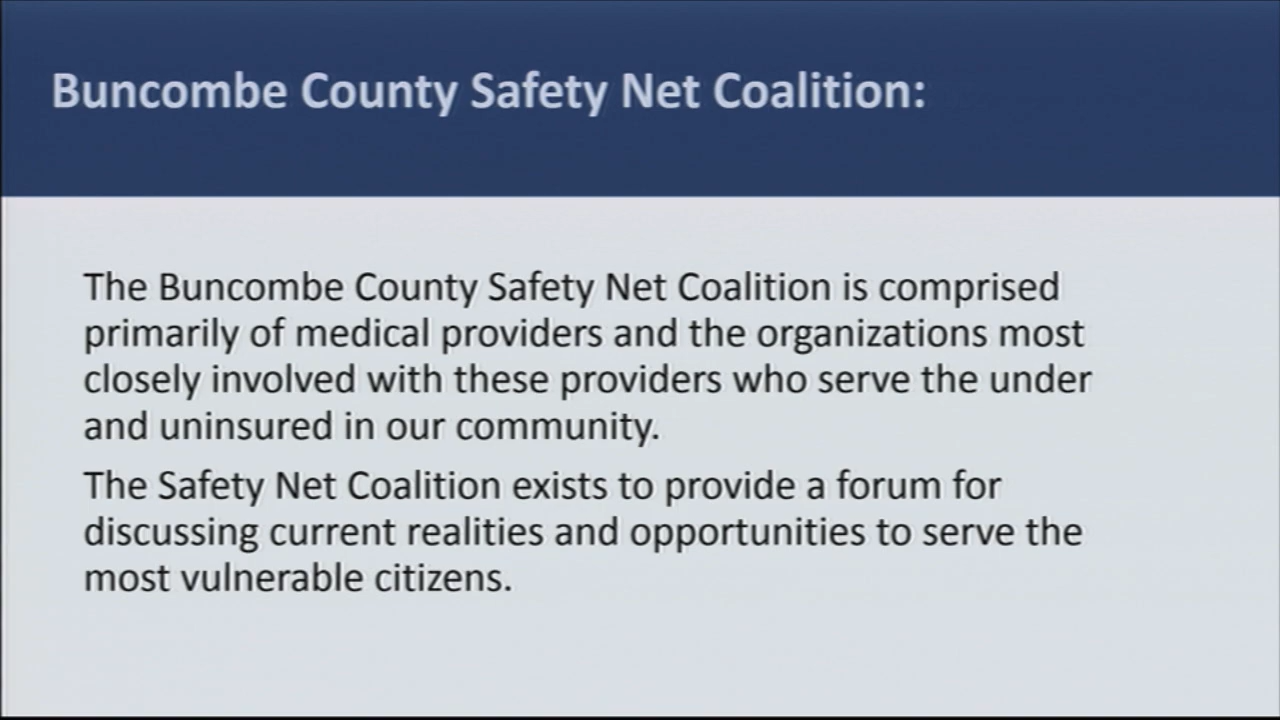 Buncombe County Safety Net Coalition:
The Buncombe County Safety Net Coalition is comprised
primarily of medical providers and the organizations most
closely involved with these providers who serve the under
and uninsured in our community.
The Safety Net Coalition exists to provide a forum for
discussing current realities and opportunities to serve the
most vulnerable citizens.